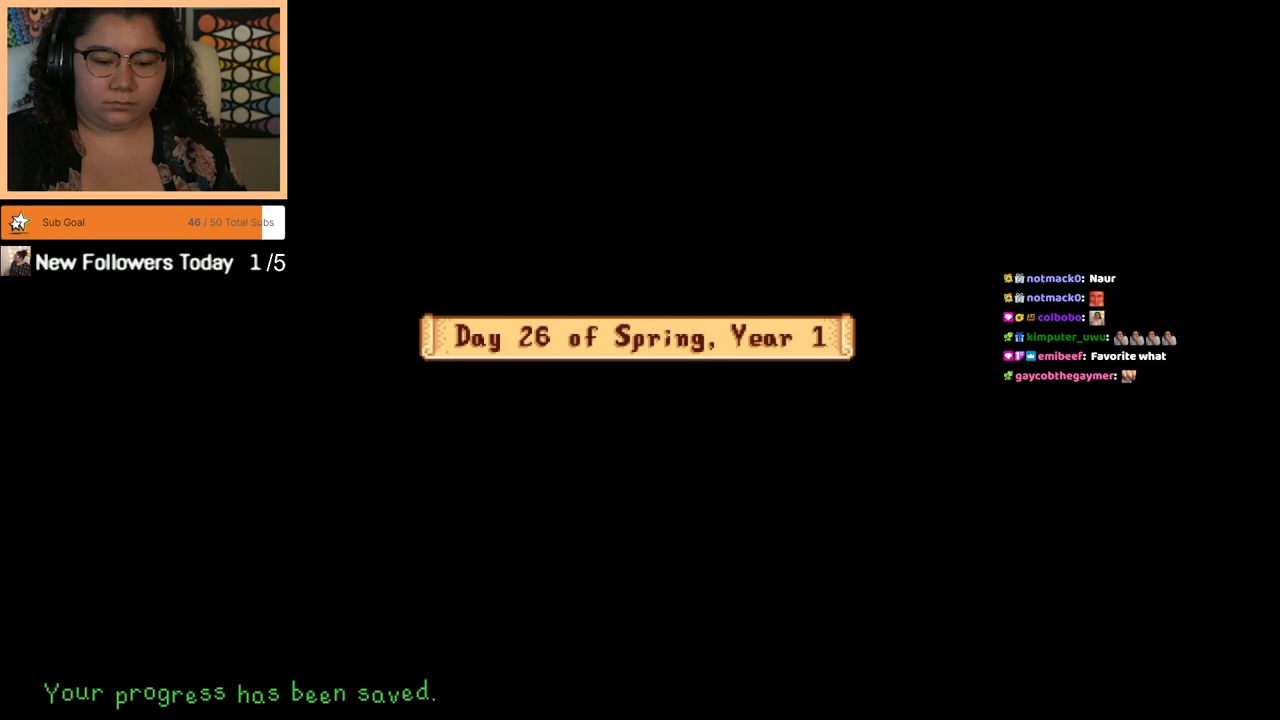 Sub Goal 46 / 50 Total Subs
New Followers Today 1 /5
notmack0: Naur
notmack0:
colbobo:
kimputer_uwu:
emibeef: Favorite what
gaycobthegaymer:
Day 26 of Spring, Year 1
Your progress has been saved.